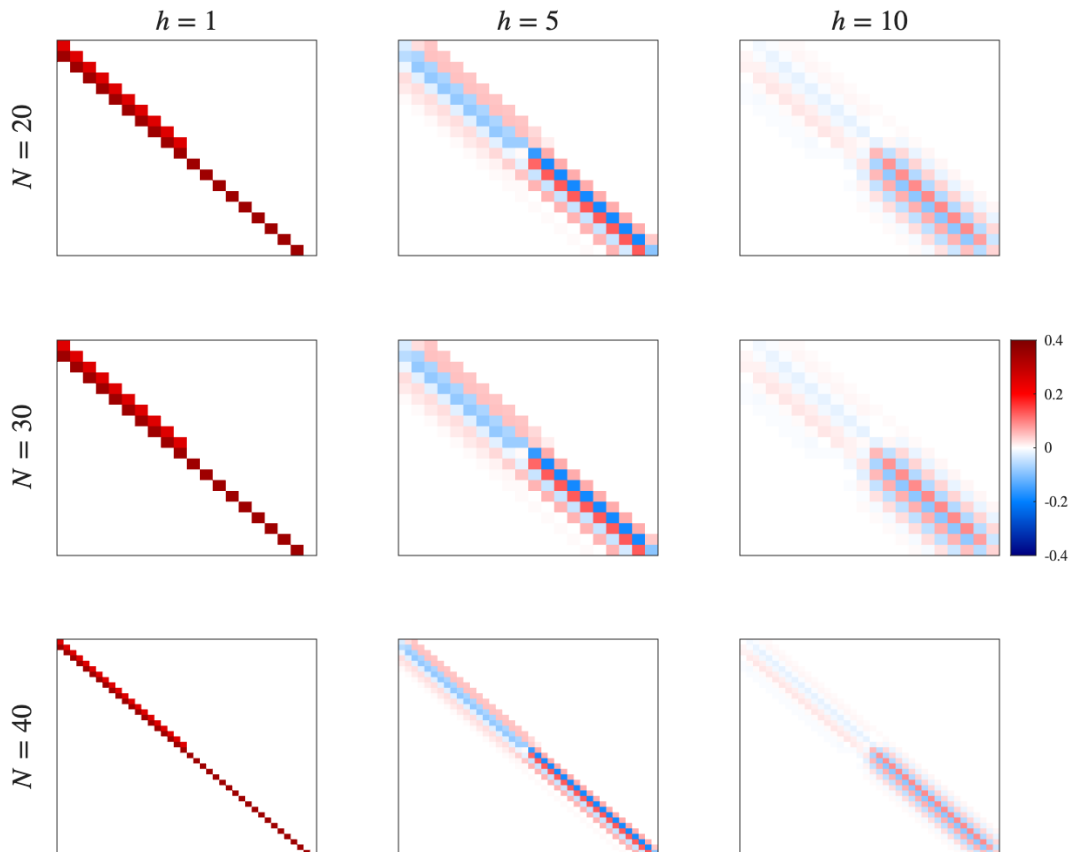 h = 1
h = 5
h = 10
N = 20
N = 30
0.4
0.2
0
-0.2
-0.4
N = 40